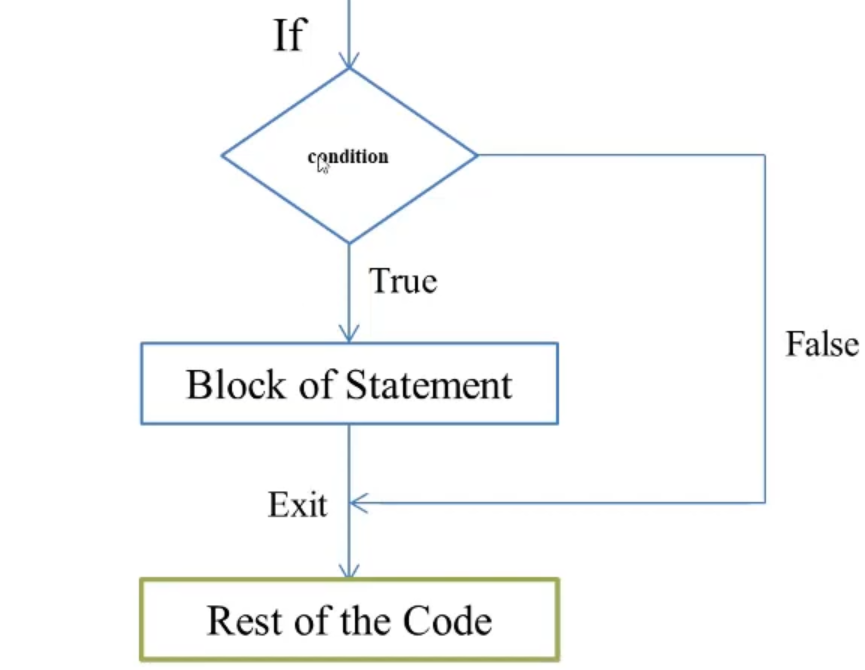 If
condition
True
False
Block of Statement
Exit
Rest of the Code